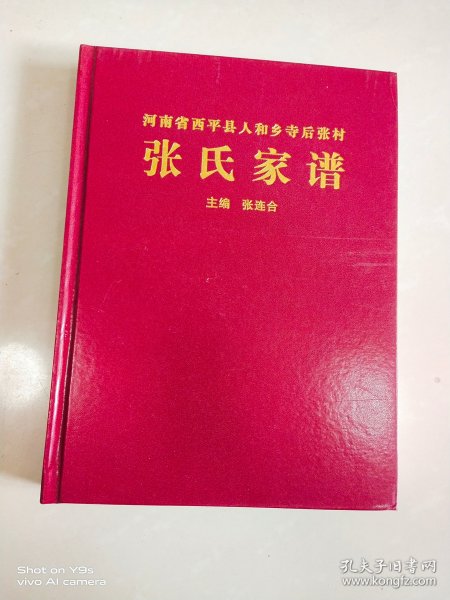 河南省西平县人和乡寺后张村
张氏家谱
主编 张连合
Shot on Y9s
vivo AI camera
孔夫子旧书网
www.kongfz.com